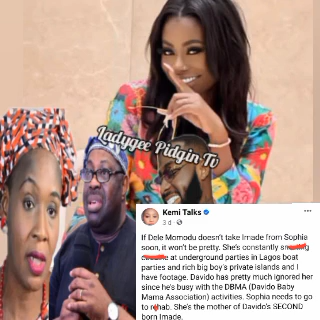 Ladygee Pidgin Tv
Kemi Talks
3 d
If Dele Momodu doesn't take Imade from Sophia
soon, it won't be pretty. She's constantly
at underground parties in Lagos boat
parties and rich big boy's private islands and I
have footage. Davido has pretty much ignored her
since he's busy with the DBMA (Davido Baby
Mama Association) activities. Sophia needs to go
to rehab. She's the mother of Davido's SECOND
born Imade.